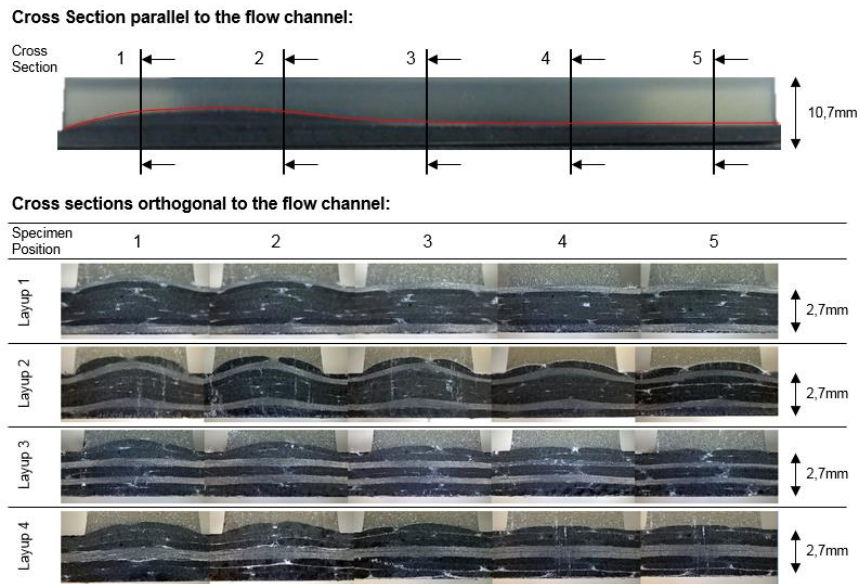 Cross Section parallel to the flow channel:
Cross
Section
1
2
3
4
5
10,7mm
Cross sections orthogonal to the flow channel:
Specimen
Position
1
2
3
4
5
Layup 1
2,7mm
Layup 2
2,7mm
Layup 3
2,7mm
Layup 4
2,7mm